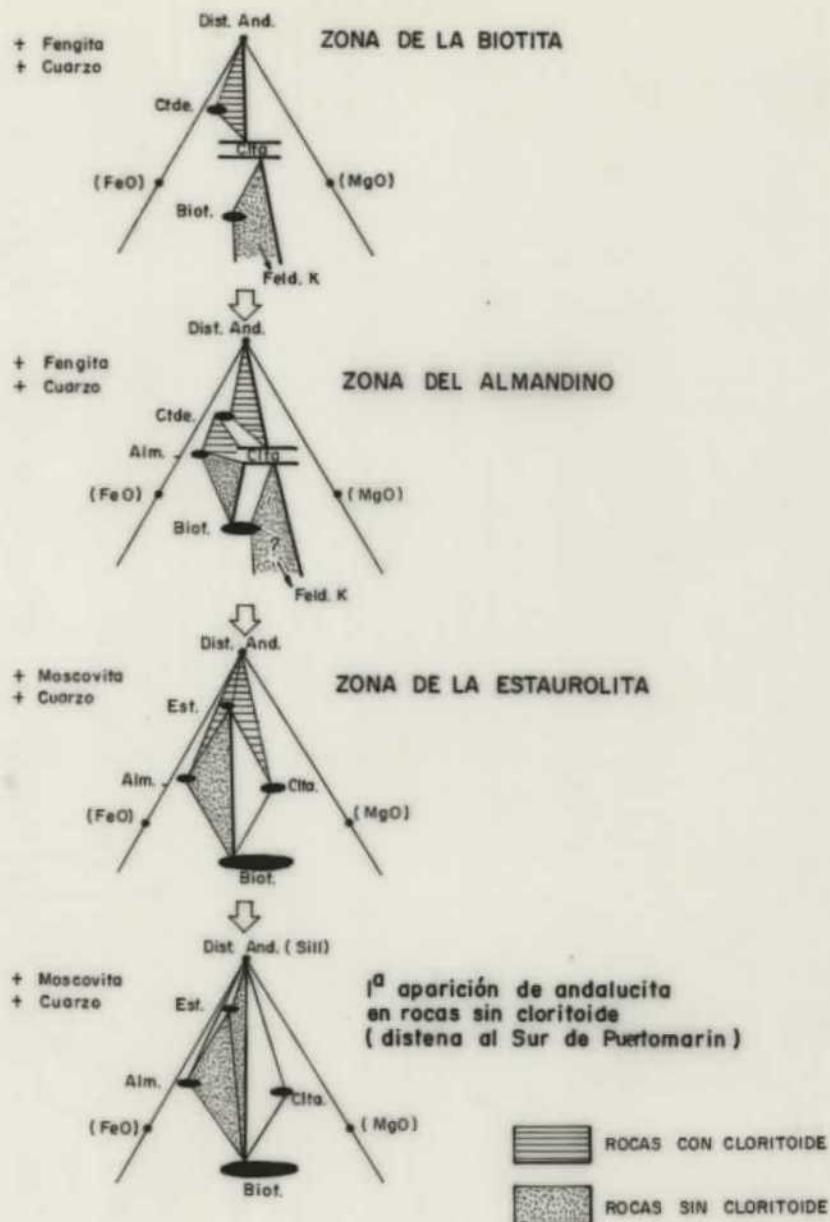 Dist. And.
ZONA DE LA BIOTITA
+ Fengita
+ Cuarzo
Ctde.
Clta
(FeO)
(MgO)
Biot.
Feld. K
Dist. And.
+ Fengita
+ Cuarzo
ZONA DEL ALMANDINO
Ctde.
Alm.
Clta
(FeO)
(MgO)
Biot.
?
Feld. K
Dist. And.
+ Moscovita
+ Cuarzo
ZONA DE LA ESTAUROLITA
Est.
Alm.
Clta.
(FeO)
(MgO)
Biot.
Dist And. (Sill)
+ Moscovita
+ Cuarzo
1ª aparición de andalucita
en rocas sin cloritoide
(distena al Sur de Puertomarin)
Est.
Alm.
Clta.
(FeO)
(MgO)
Biot.
ROCAS CON CLORITOIDE
ROCAS SIN CLORITOIDE